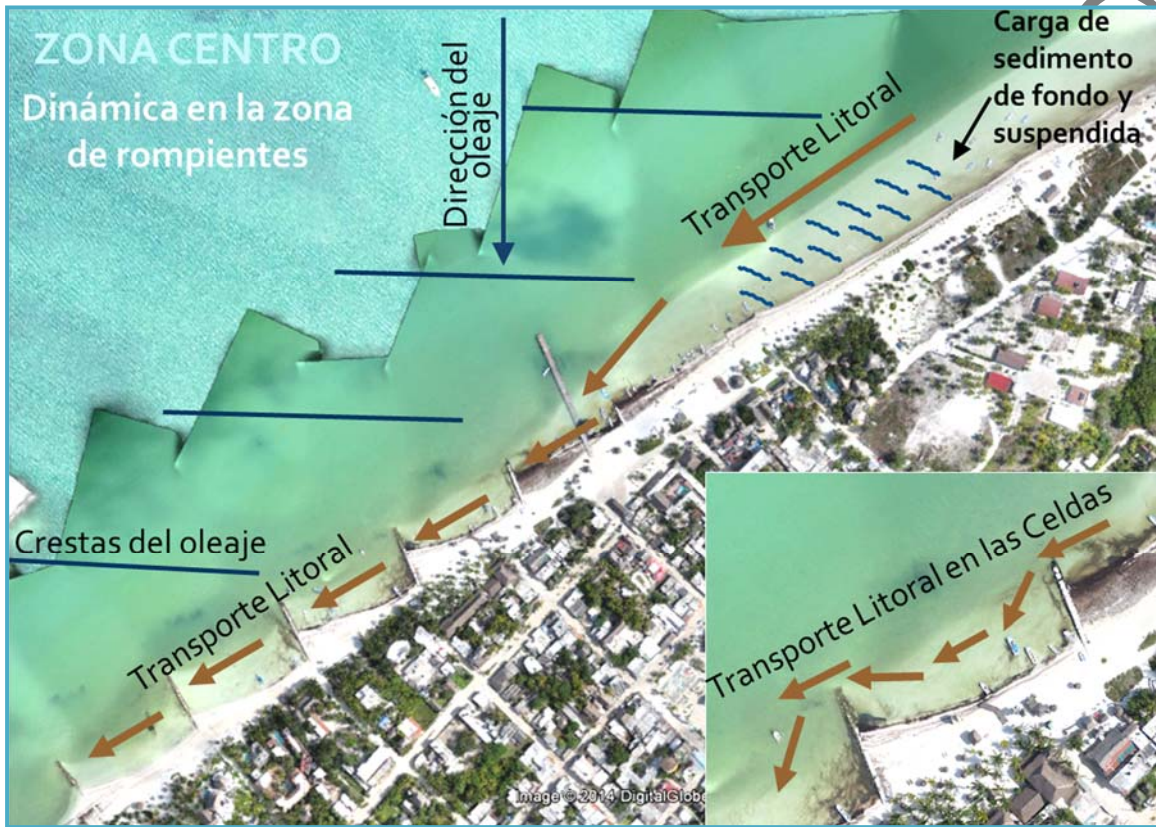 ZONA CENTRO
Dinámica en la zona
de rompientes
Dirección del
oleaje
Transporte Litoral
Carga de
sedimento
de fondo y
suspendida
Crestas del oleaje
Transporte Litoral
Transporte Litoral en las Celdas
Image © 2014 DigitalGlobe